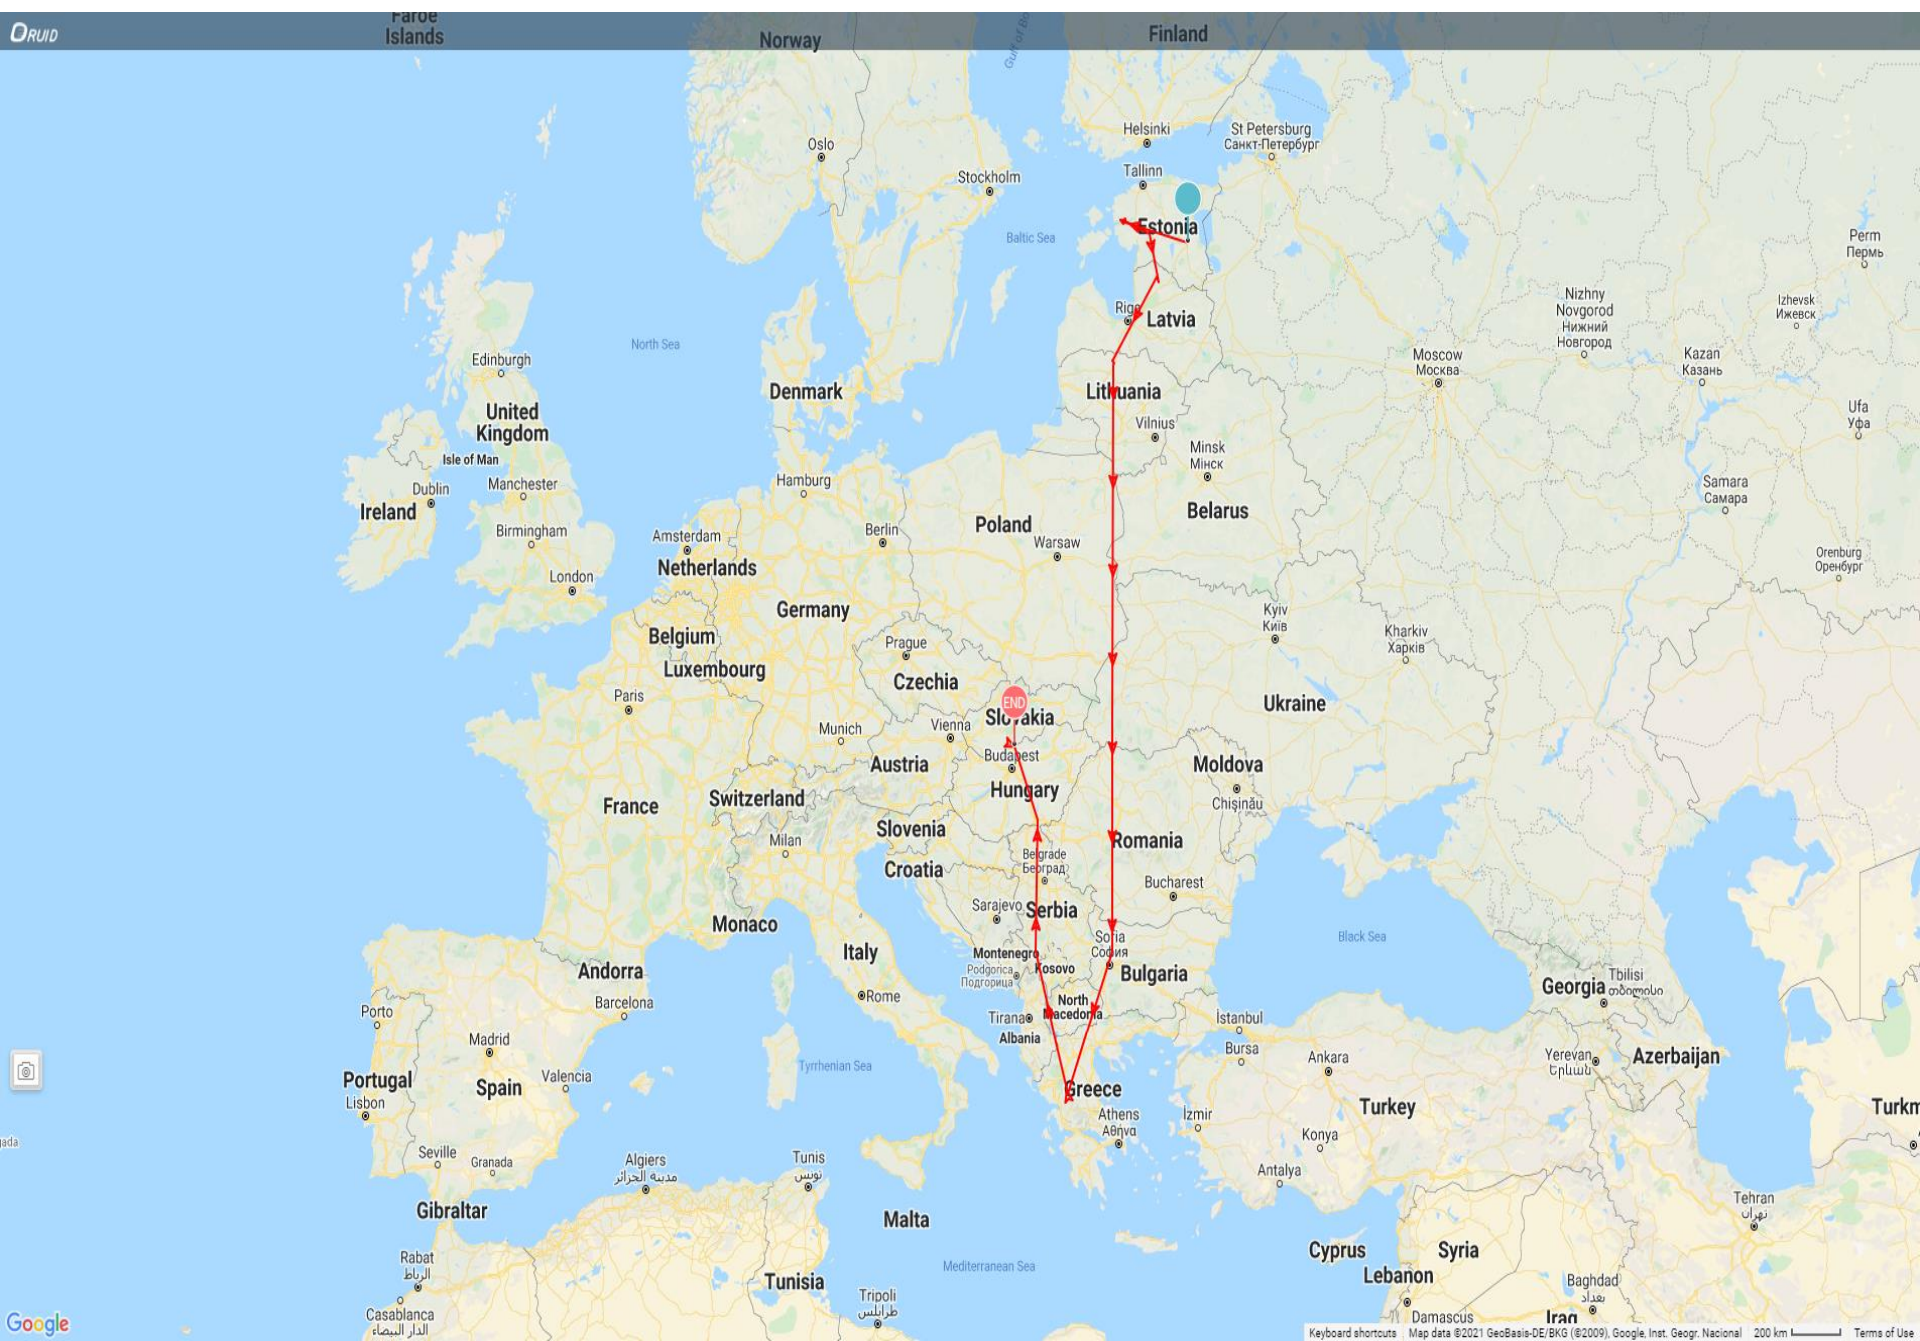 Faroe
Islands
DRUID
Norway
Finland
Gulf of Bo
Helsinki
St Petersburg
Санкт-Петербург
Oslo
Tallinn
Stockholm
Estonia
Baltic Sea
Perm
Пермь
Nizhny
Novgorod
Нижний
Новгород
Izhevsk
Ижевск
Riga
Latvia
North Sea
Edinburgh
Moscow
Москва
Kazan
Казань
Denmark
Lithuania
United
Kingdom
Vilnius
Ufa
Уфа
Isle of Man
Minsk
Мінск
Hamburg
Manchester
Dublin
Ireland
Samara
Самара
Belarus
Poland
Birmingham
Amsterdam
Berlin
Warsaw
Netherlands
Orenburg
Оренбург
London
Germany
Kyiv
Київ
Belgium
Kharkiv
Харків
Prague
Luxembourg
Czechia
Paris
END
Ukraine
Slovakia
Munich
Vienna
Budapest
Austria
Moldova
Hungary
Switzerland
France
Chișinău
Slovenia
Milan
Romania
Belgrade
Београд
Croatia
Bucharest
Sarajevo
Serbia
Monaco
Black Sea
Sofia
София
Italy
Montenegro
Podgorica
Подгорица
Kosovo
Bulgaria
Andorra
Tbilisi
თბილისი
Georgia
Barcelona
Rome
North
Macedonia
Porto
Tirana
İstanbul
Albania
Madrid
Bursa
Ankara
Yerevan
Երևան
Azerbaijan
Tyrrhenian Sea
Valencia
Portugal
Spain
Greece
Lisbon
Athens
Αθήνα
İzmir
Turkey
Turkm
Konya
gada
Seville
Granada
Algiers
مدينة الجزائر
Tunis
تونس
Antalya
Tehran
تهران
Gibraltar
Malta
Rabat
الرباط
Cyprus
Syria
Mediterranean Sea
Lebanon
Tunisia
Baghdad
بغداد
Tripoli
طرابلس
Casablanca
الدار البيضاء
Damascus
Iraq
Google
Keyboard shortcuts
Map data ©2021 GeoBasis-DE/BKG (©2009), Google, Inst. Geogr. Nacional
200 km
Terms of Use